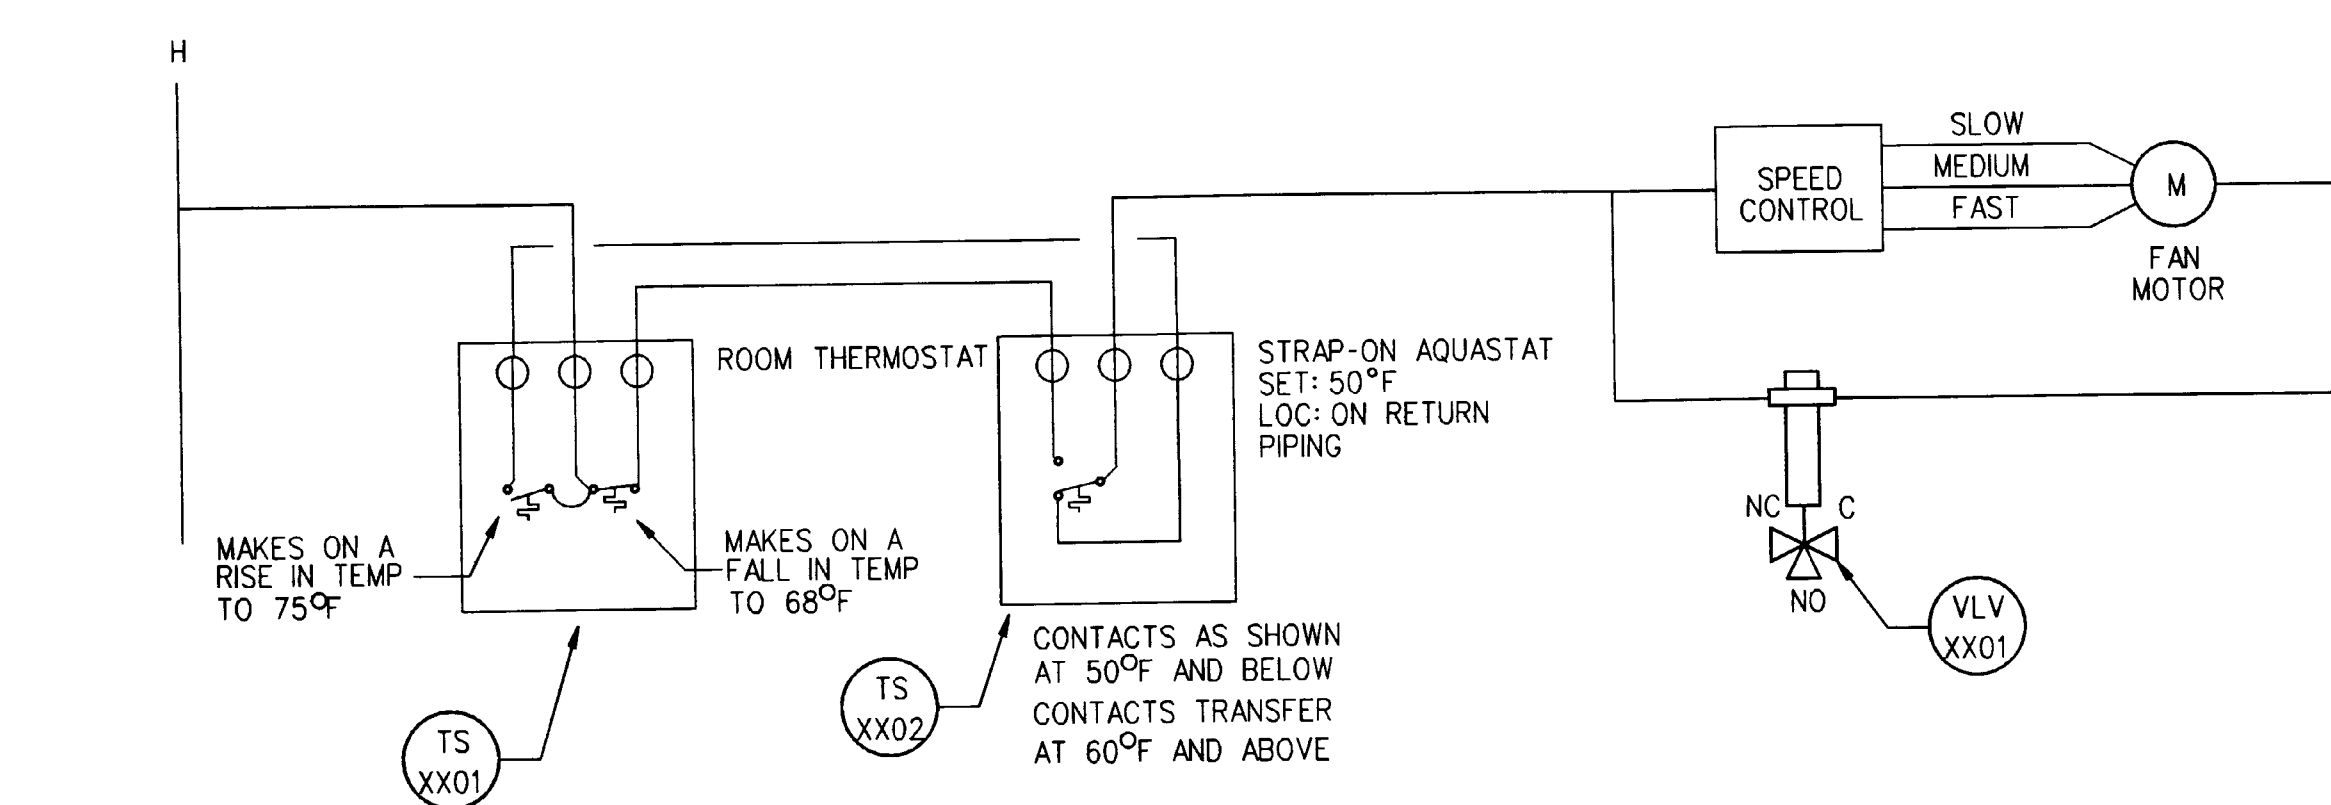 H
SLOW
MEDIUM
FAST
SPEED
CONTROL
M
FAN
MOTOR
ROOM THERMOSTAT
STRAP-ON AQUASTAT
SET: 50°F
LOC: ON RETURN
PIPING
MAKES ON A
RISE IN TEMP
TO 75°F
MAKES ON A
FALL IN TEMP
TO 68°F
NC
C
NO
VLV
XX01
CONTACTS AS SHOWN
AT 50°F AND BELOW
CONTACTS TRANSFER
AT 60°F AND ABOVE
TS
XX02
TS
XX01